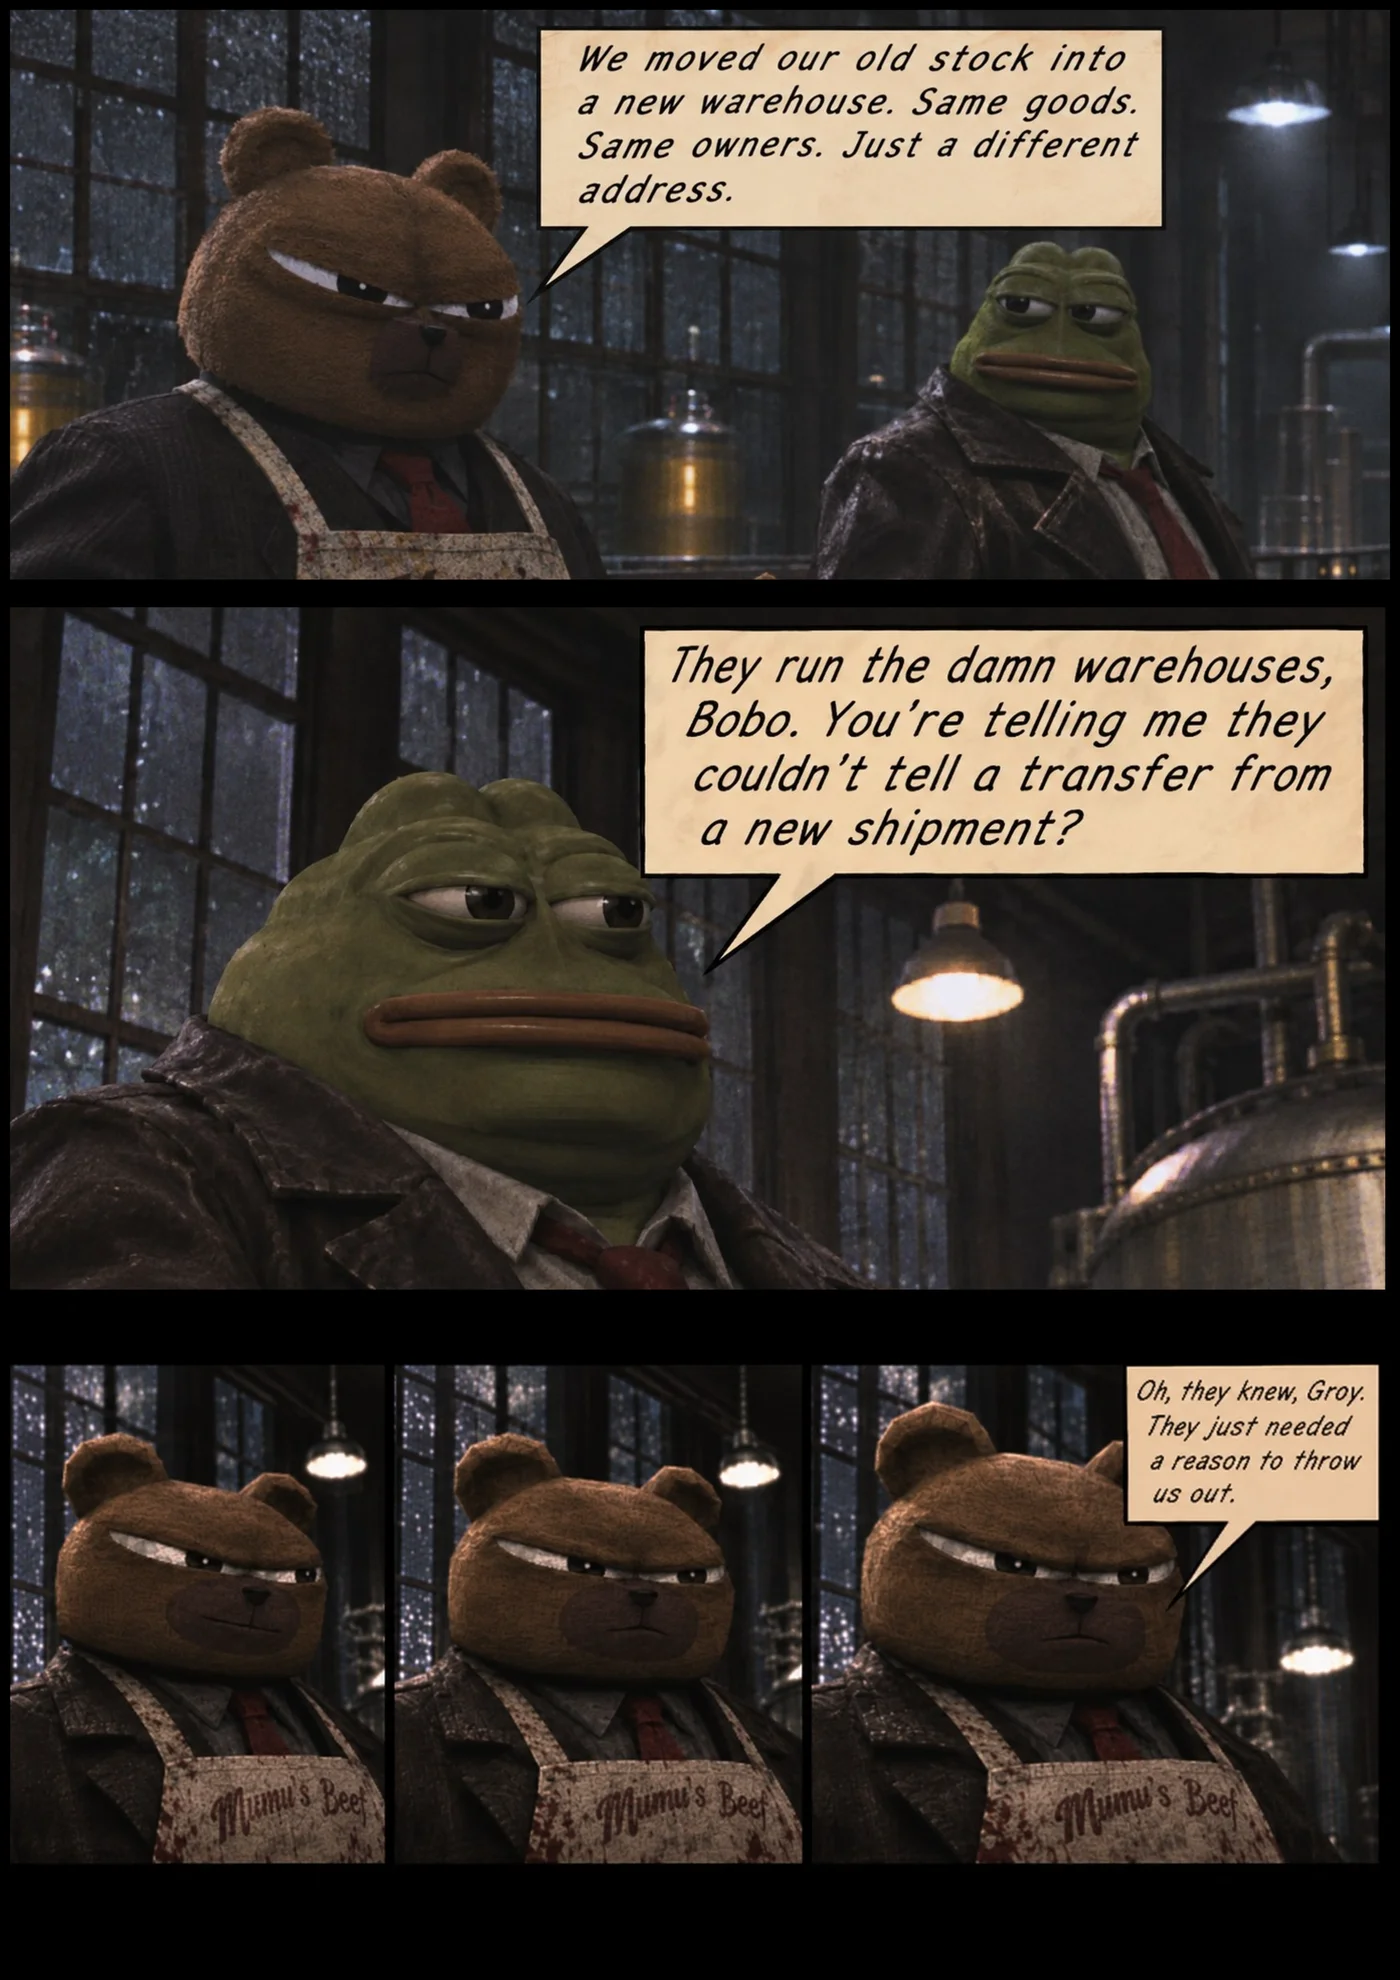 We moved our old stock into
a new warehouse. Same goods.
Same owners. Just a different
address.
They run the damn warehouses,
Bobo. You're telling me they
couldn't tell a transfer from
a new shipment?
Oh, they knew, Groy.
They just needed
a reason to throw
us out.
Mumu's Beef
Mumu's Beef
Mumu's Beef